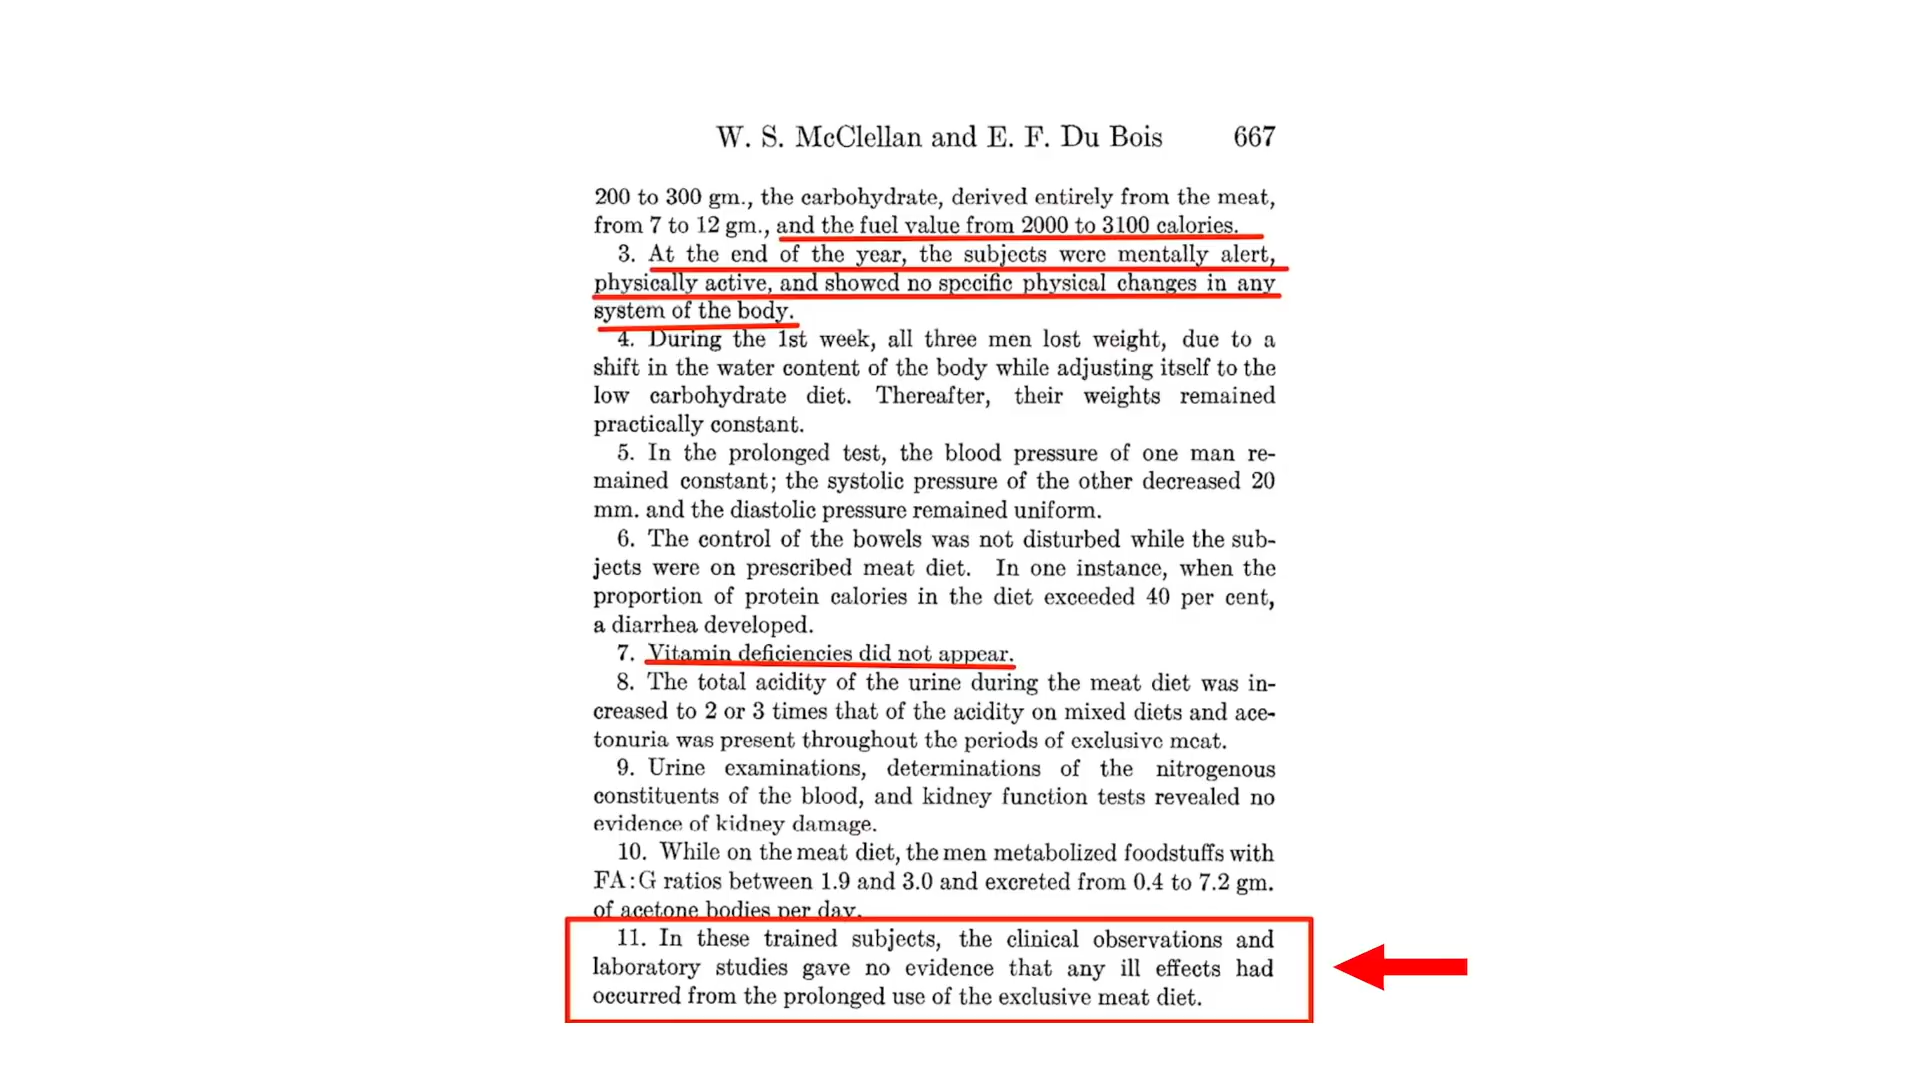 W. S. McClellan and E. F. Du Bois 667
200 to 300 gm., the carbohydrate, derived entirely from the meat,
from 7 to 12 gm., and the fuel value from 2000 to 3100 calories.
3. At the end of the year, the subjects were mentally alert,
physically active, and showed no specific physical changes in any
system of the body.
4. During the 1st week, all three men lost weight, due to a
shift in the water content of the body while adjusting itself to the
low carbohydrate diet. Thereafter, their weights remained
practically constant.
5. In the prolonged test, the blood pressure of one man re-
mained constant; the systolic pressure of the other decreased 20
mm. and the diastolic pressure remained uniform.
6. The control of the bowels was not disturbed while the sub-
jects were on prescribed meat diet. In one instance, when the
proportion of protein calories in the diet exceeded 40 per cent,
a diarrhea developed.
7. Vitamin deficiencies did not appear.
8. The total acidity of the urine during the meat diet was in-
creased to 2 or 3 times that of the acidity on mixed diets and ace-
tonuria was present throughout the periods of exclusive meat.
9. Urine examinations, determinations of the nitrogenous
constituents of the blood, and kidney function tests revealed no
evidence of kidney damage.
10. While on the meat diet, the men metabolized foodstuffs with
FA:G ratios between 1.9 and 3.0 and excreted from 0.4 to 7.2 gm.
of acetone bodies per day.
11. In these trained subjects, the clinical observations and
laboratory studies gave no evidence that any ill effects had
occurred from the prolonged use of the exclusive meat diet.